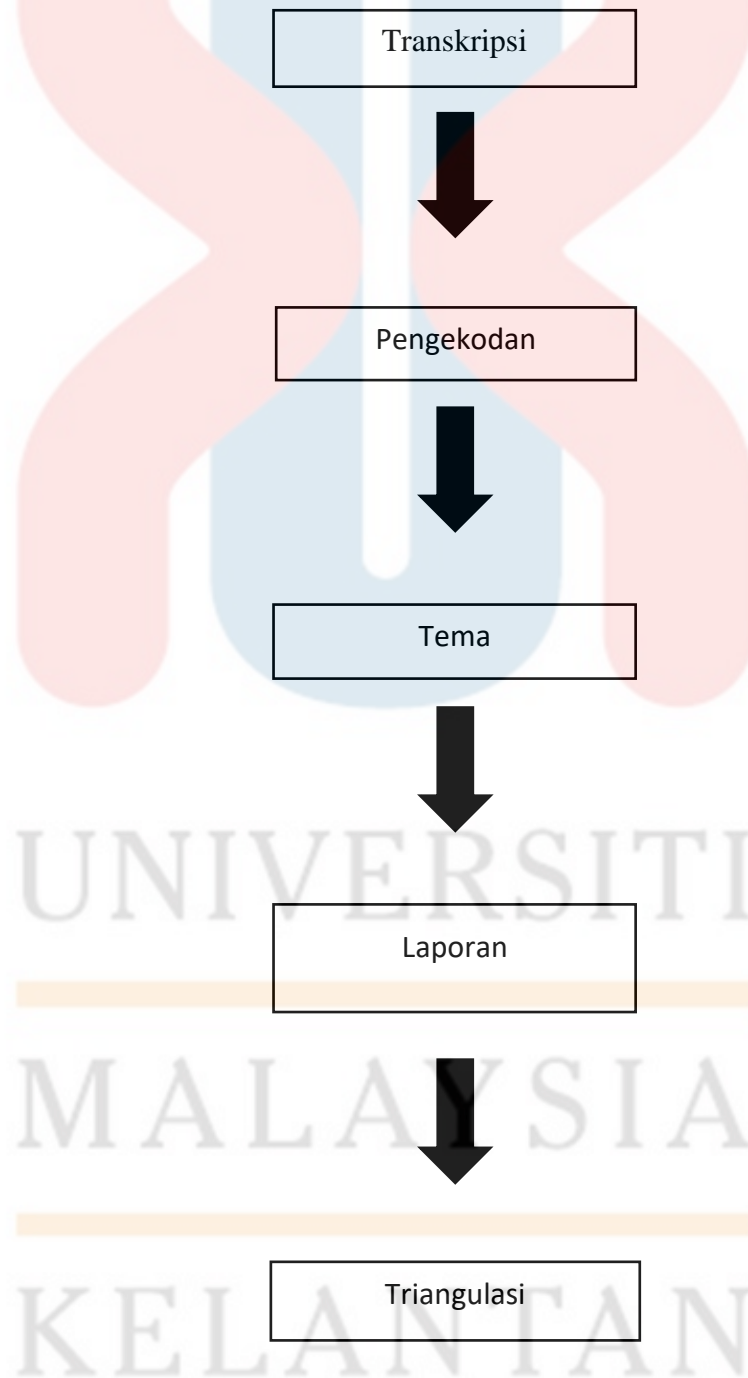 Transkripsi
Pengekodan
Tema
UNIVERSITI
Laporan
MALAYSIA
Triangulasi
KELANTAN